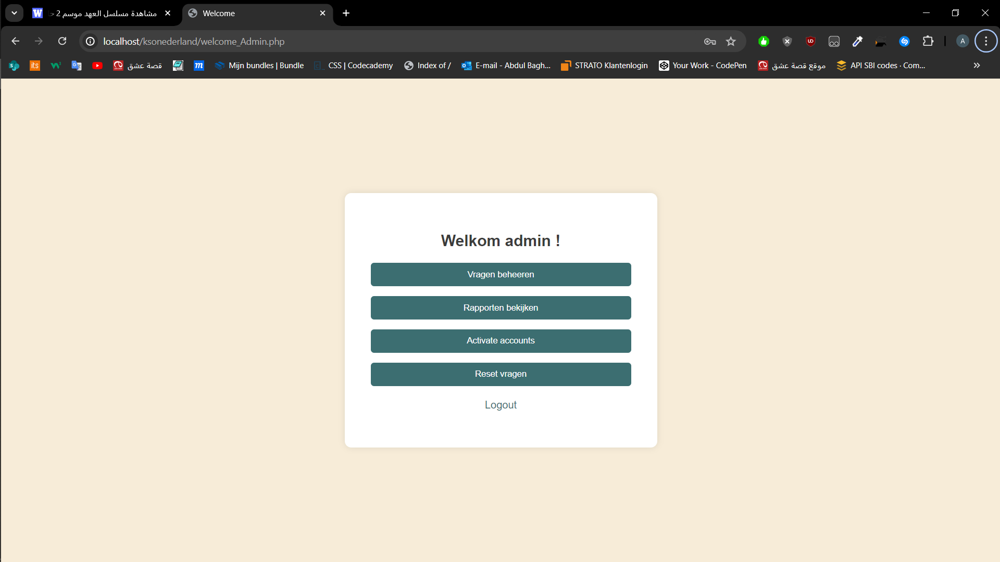 مشاهدة مسلسل العهد موسم 2
Welcome
localhost/ksonederland/welcome_Admin.php
A
its
قصة عشق
Mijn bundles | Bundle
CSS | Codecademy
Index of /
E-mail - Abdul Bagh...
STRATO Klantenlogin
Your Work - CodePen
موقع قصة عشق
API SBI codes · Com...
Welkom admin !
Vragen beheeren
Rapporten bekijken
Activate accounts
Reset vragen
Logout